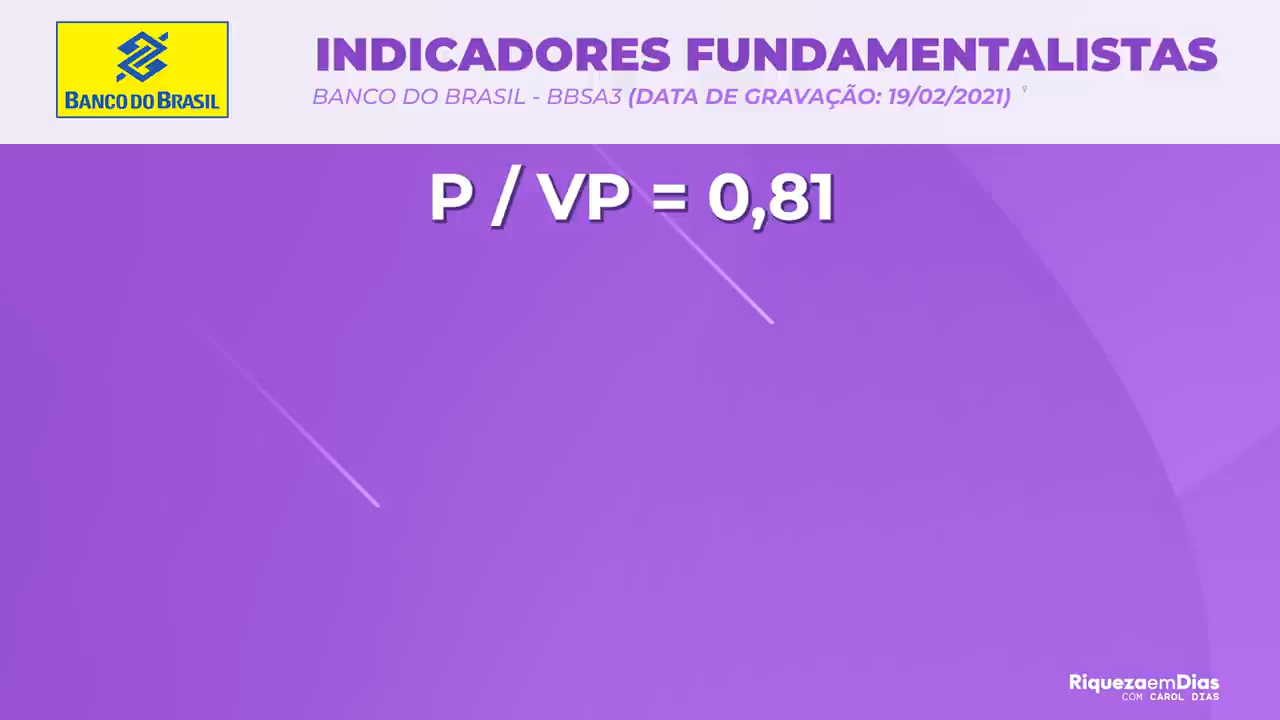 BANCO DO BRASIL
INDICADORES FUNDAMENTALISTAS
BANCO DO BRASIL - BBSA3 (DATA DE GRAVAÇÃO: 19/02/2021)
P / VP = 0,81
RiquezaemDias
COM CAROL DIAS